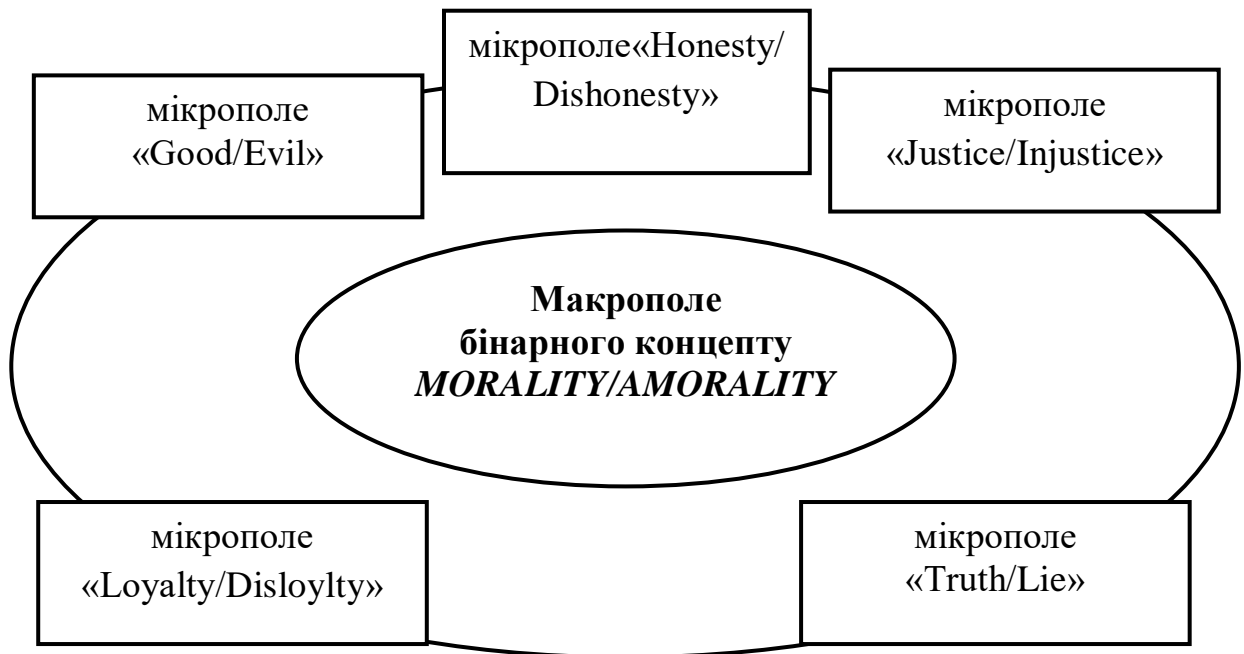 мікрополе«Honesty/
Dishonesty»
мікрополе
«Good/Evil»
мікрополе
«Justice/Injustice»
Макрополе
бінарного концепту
MORALITY/AMORALITY
мікрополе
«Loyalty/Disloylty»
мікрополе
«Truth/Lie»